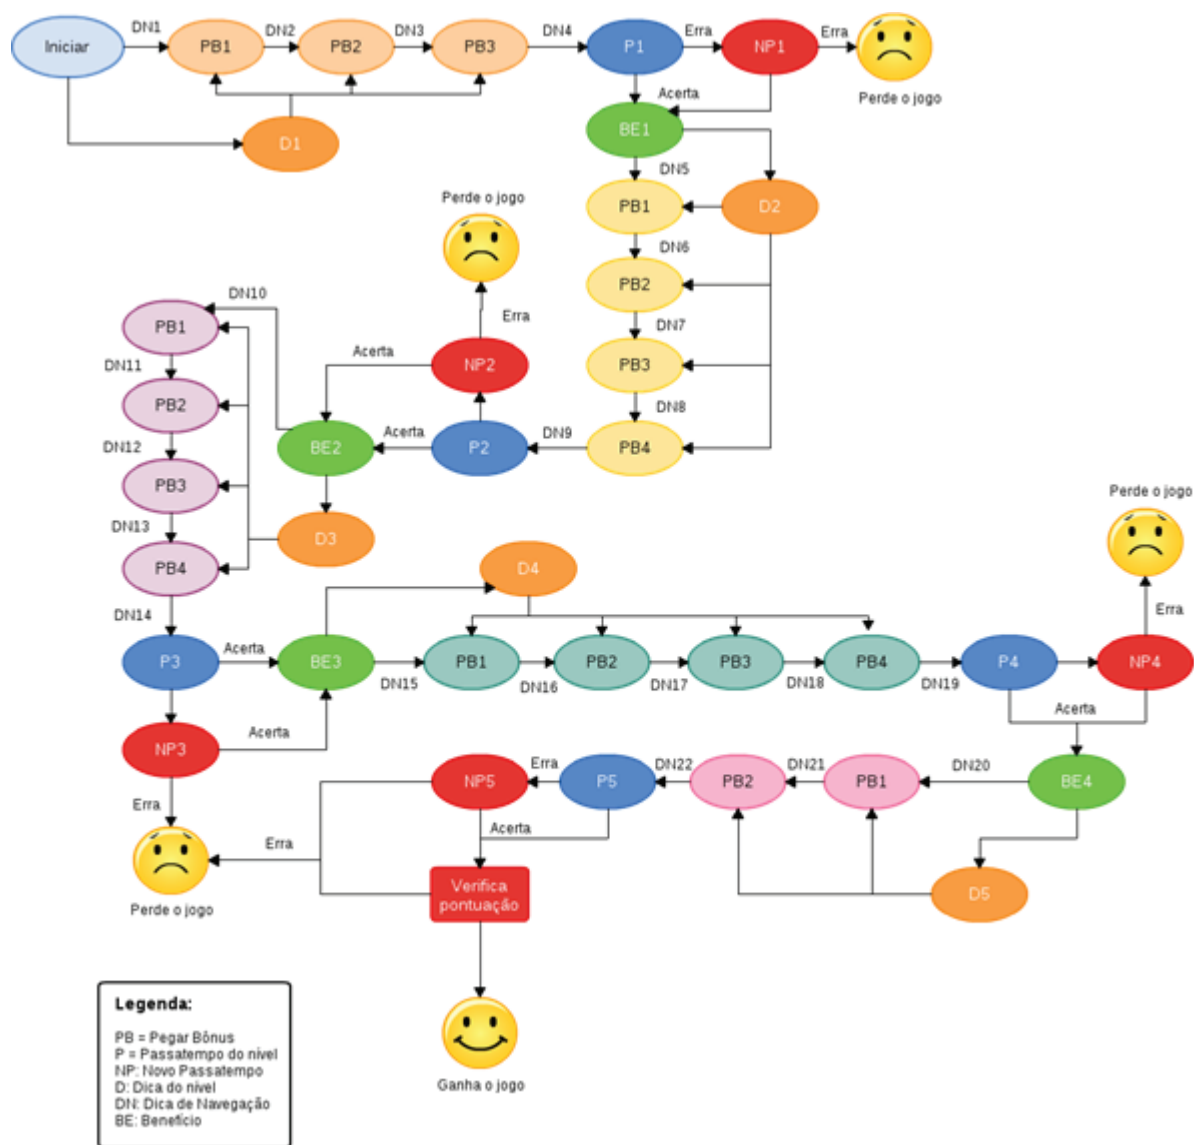 Iniciar
DN1
PB1
DN2
PB2
DN3
PB3
DN4
P1
Erra
NP1
Erra
Perde o jogo
D1
Acerta
BE1
DN5
PB1
D2
DN6
PB2
DN7
PB3
DN8
PB4
DN9
P2
Perde o jogo
Erra
NP2
Acerta
Acerta
BE2
DN10
PB1
DN11
PB2
DN12
PB3
DN13
PB4
D3
DN14
P3
Acerta
BE3
NP3
Acerta
Erra
Perde o jogo
D4
DN15
PB1
DN16
PB2
DN17
PB3
DN18
PB4
DN19
P4
NP4
Erra
Perde o jogo
Acerta
BE4
DN20
PB1
DN21
PB2
DN22
P5
Erra
NP5
Acerta
Erra
D5
Verifica
pontuação
Ganha o jogo
Legenda:
PB = Pegar Bônus
P = Passatempo do nível
NP: Novo Passatempo
D: Dica do nível
DN: Dica de Navegação
BE: Benefício